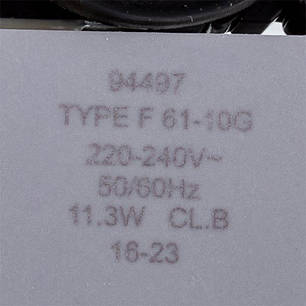 94497
TYPE F 61-10G
220-240V~
50/60Hz
11.3W CL.B
16-23